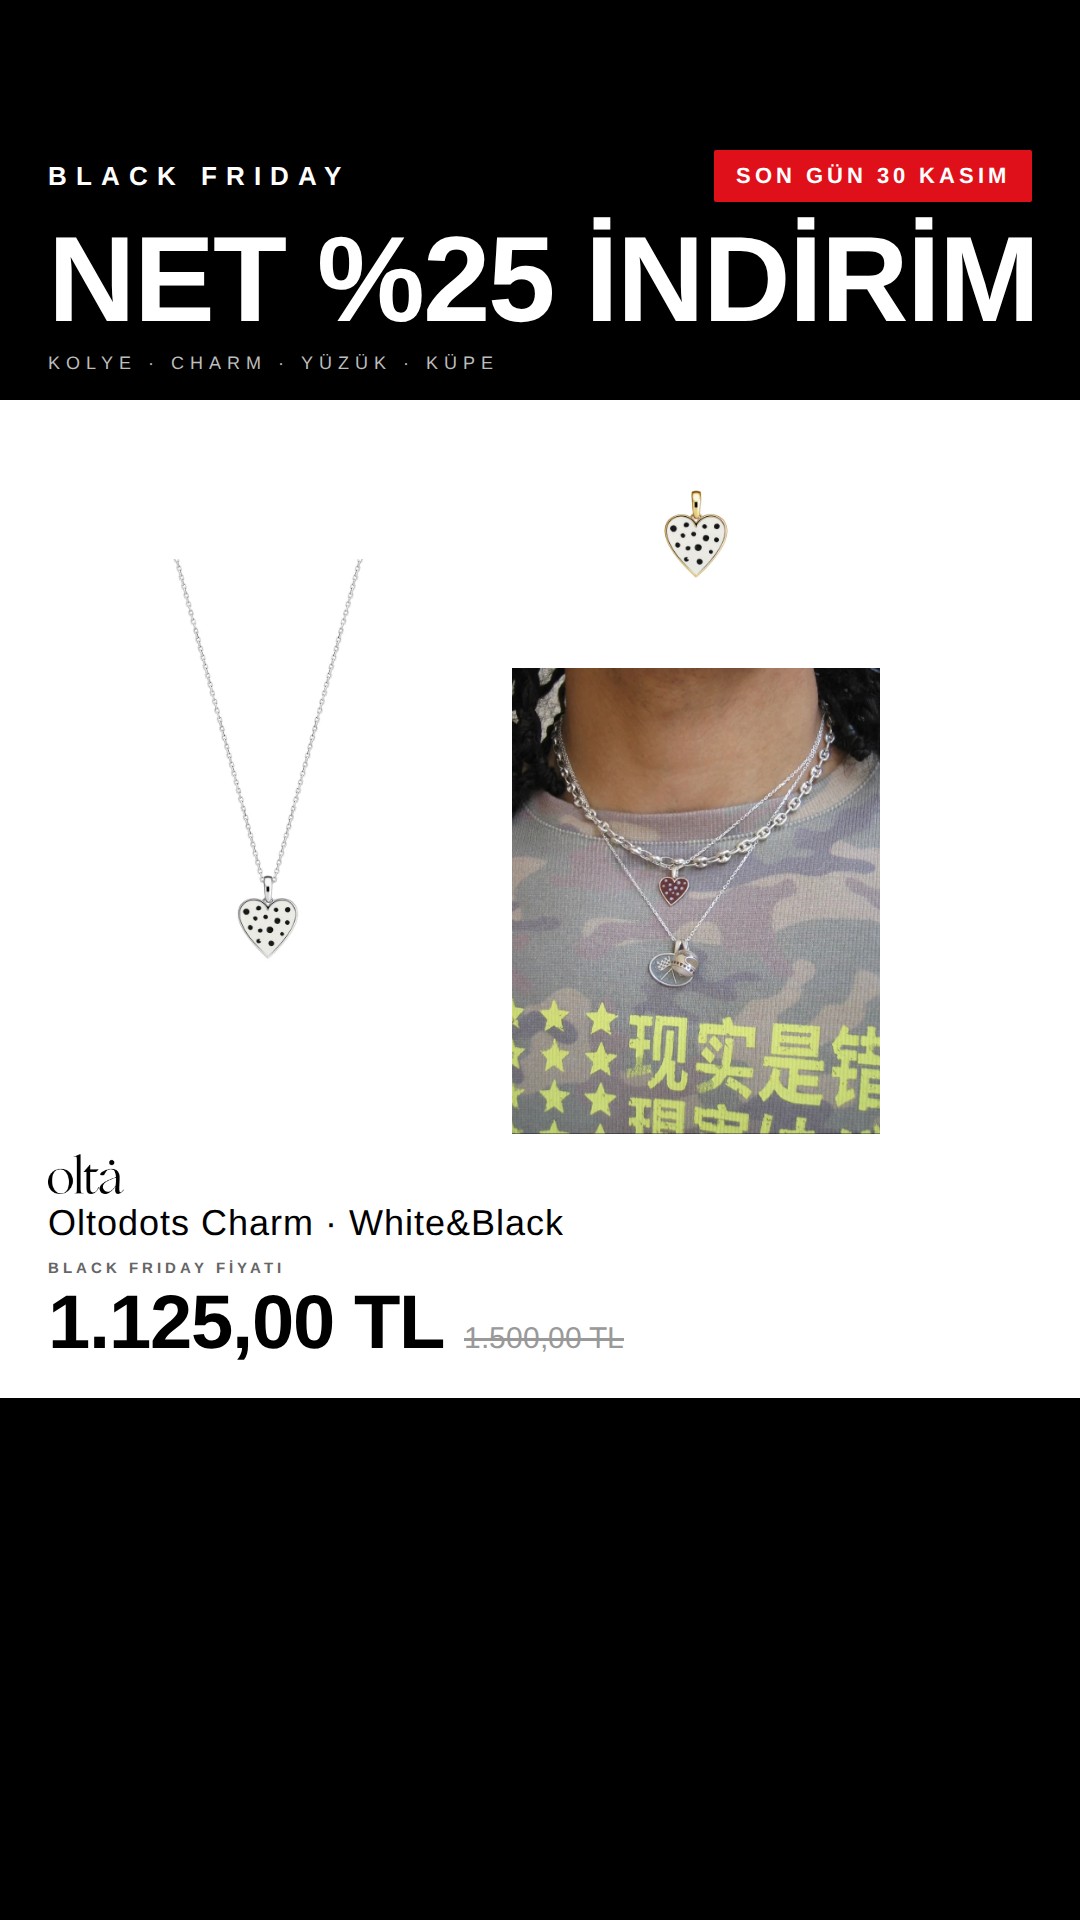 BLACK FRIDAY
SON GÜN 30 KASIM
NET %25 İNDİRİM
KOLYE · CHARM · YÜZÜK · KÜPE
现实是错
olta
Oltodots Charm · White&Black
BLACK FRIDAY FİYATI
1.125,00 TL 1.500,00 TL